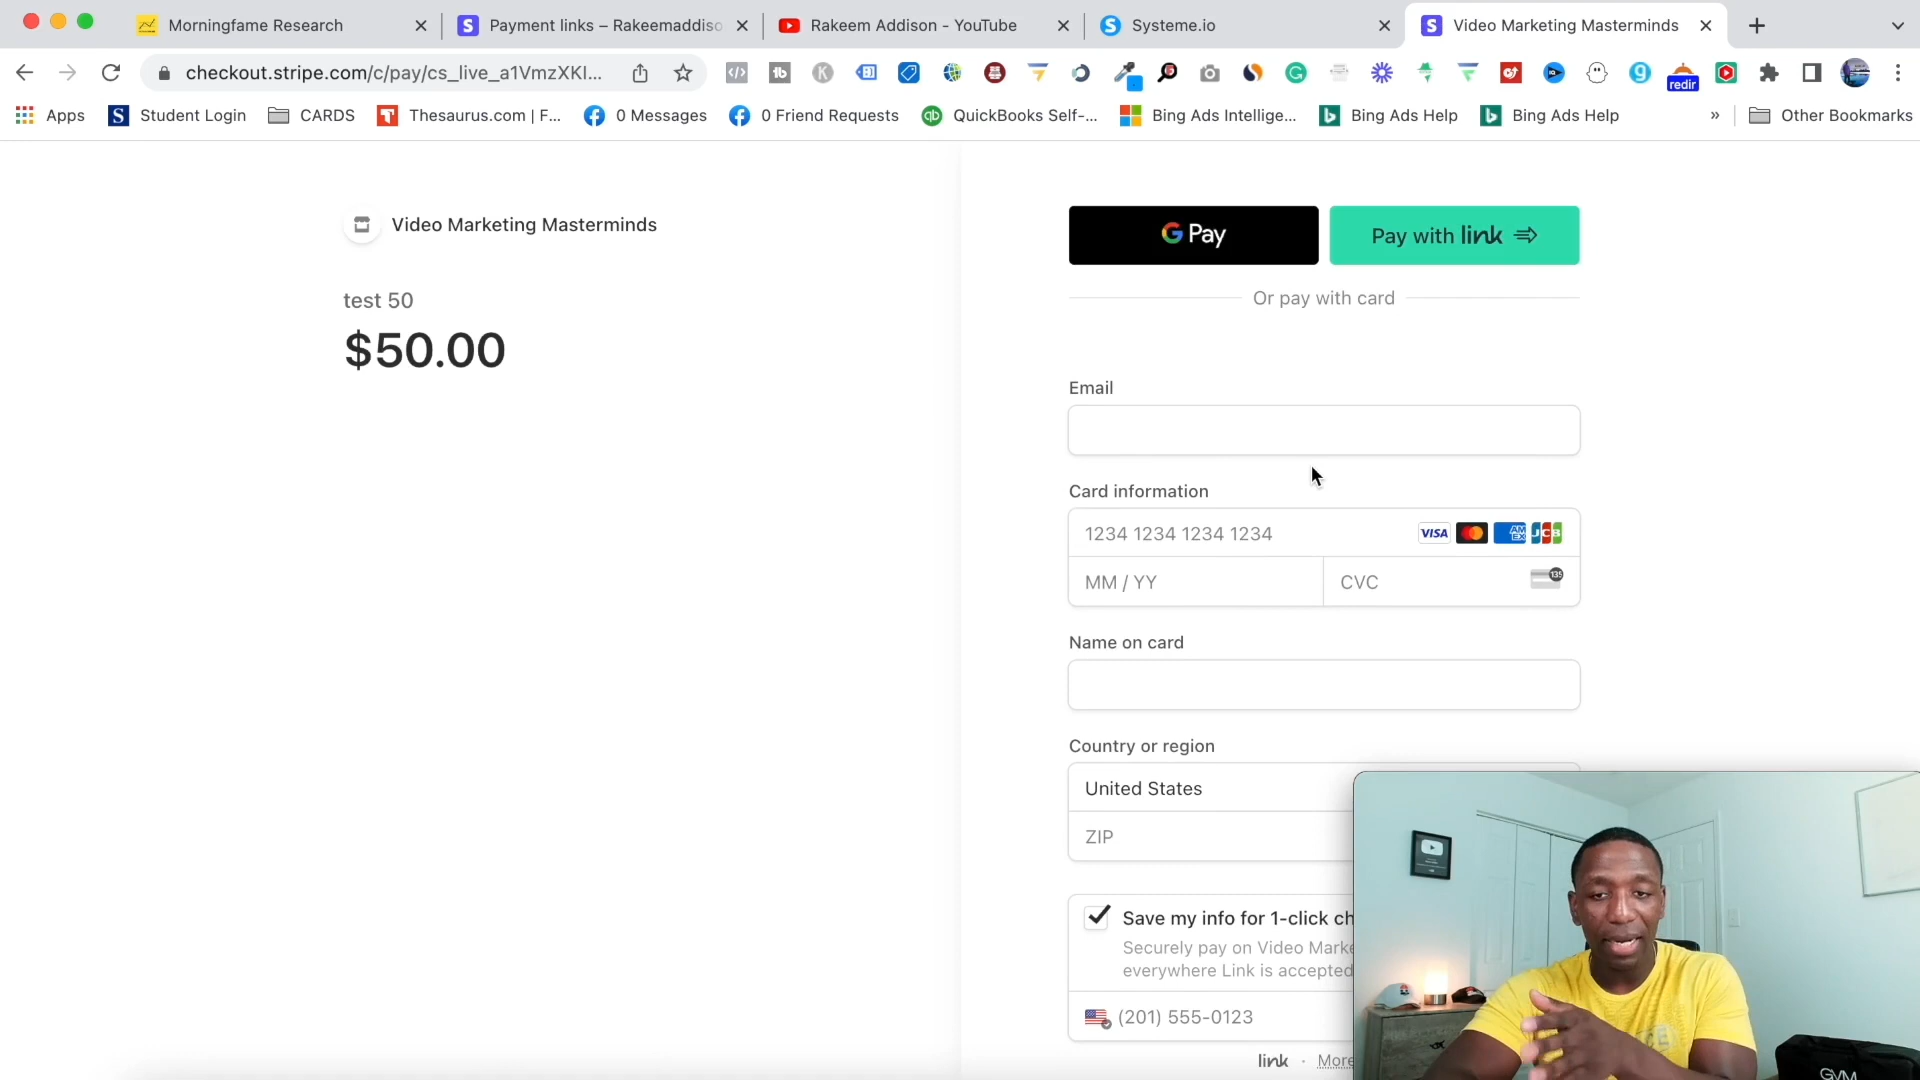 Morningfame Research
Payment links – Rakeemaddiso
Rakeem Addison - YouTube
Systeme.io
Video Marketing Masterminds
checkout.stripe.com/c/pay/cs_live_a1VmzXKI...
redir
Apps
Student Login
CARDS
Thesaurus.com | F...
0 Messages
0 Friend Requests
QuickBooks Self-...
Bing Ads Intellige...
Bing Ads Help
Bing Ads Help
»
Other Bookmarks
Video Marketing Masterminds
test 50
$50.00
G Pay
Pay with link
Or pay with card
Email
Card information
1234 1234 1234 1234
VISA
AMEX
JCB
MM / YY
CVC
135
Name on card
Country or region
United States
ZIP
Save my info for 1-click ch
Securely pay on Video Marke
everywhere Link is accepted
(201) 555-0123
link · More
GVM